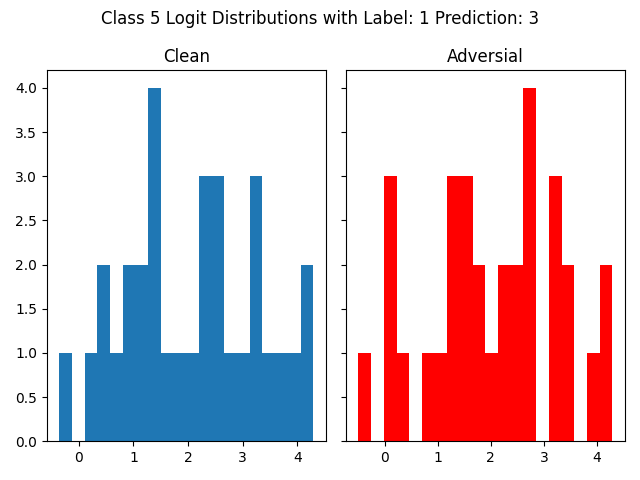 Class 5 Logit Distributions with Label: 1 Prediction: 3
Clean
Adversial
4.0
3.5
3.0
2.5
2.0
1.5
1.0
0.5
0.0
0 1 2 3 4
0 1 2 3 4